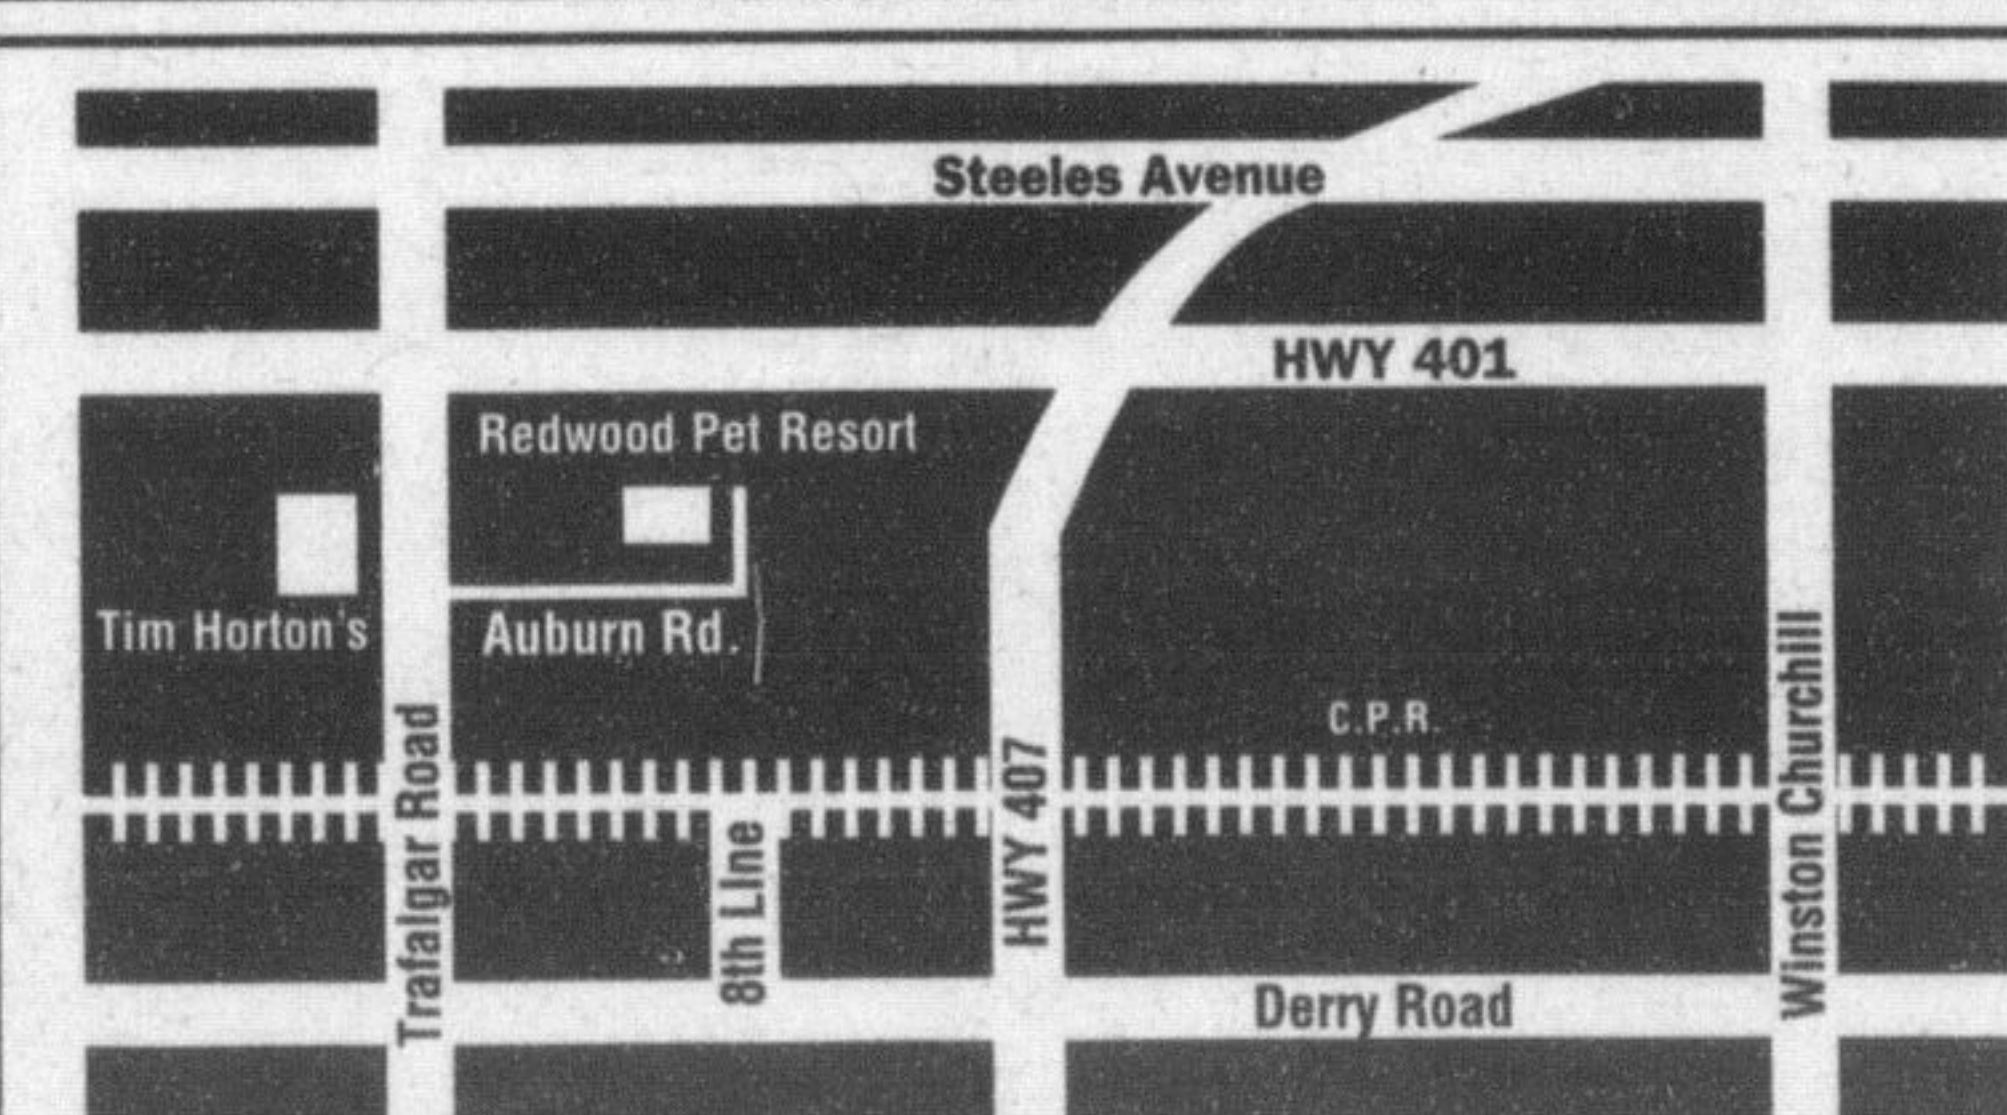 Steeles Avenue
HWY 401
Redwood Pet Resort
Tim Horton's
Auburn Rd.
C.P.R.
Trafalgar Road
8th LIne
HWY 407
Winston Churchill
Derry Road